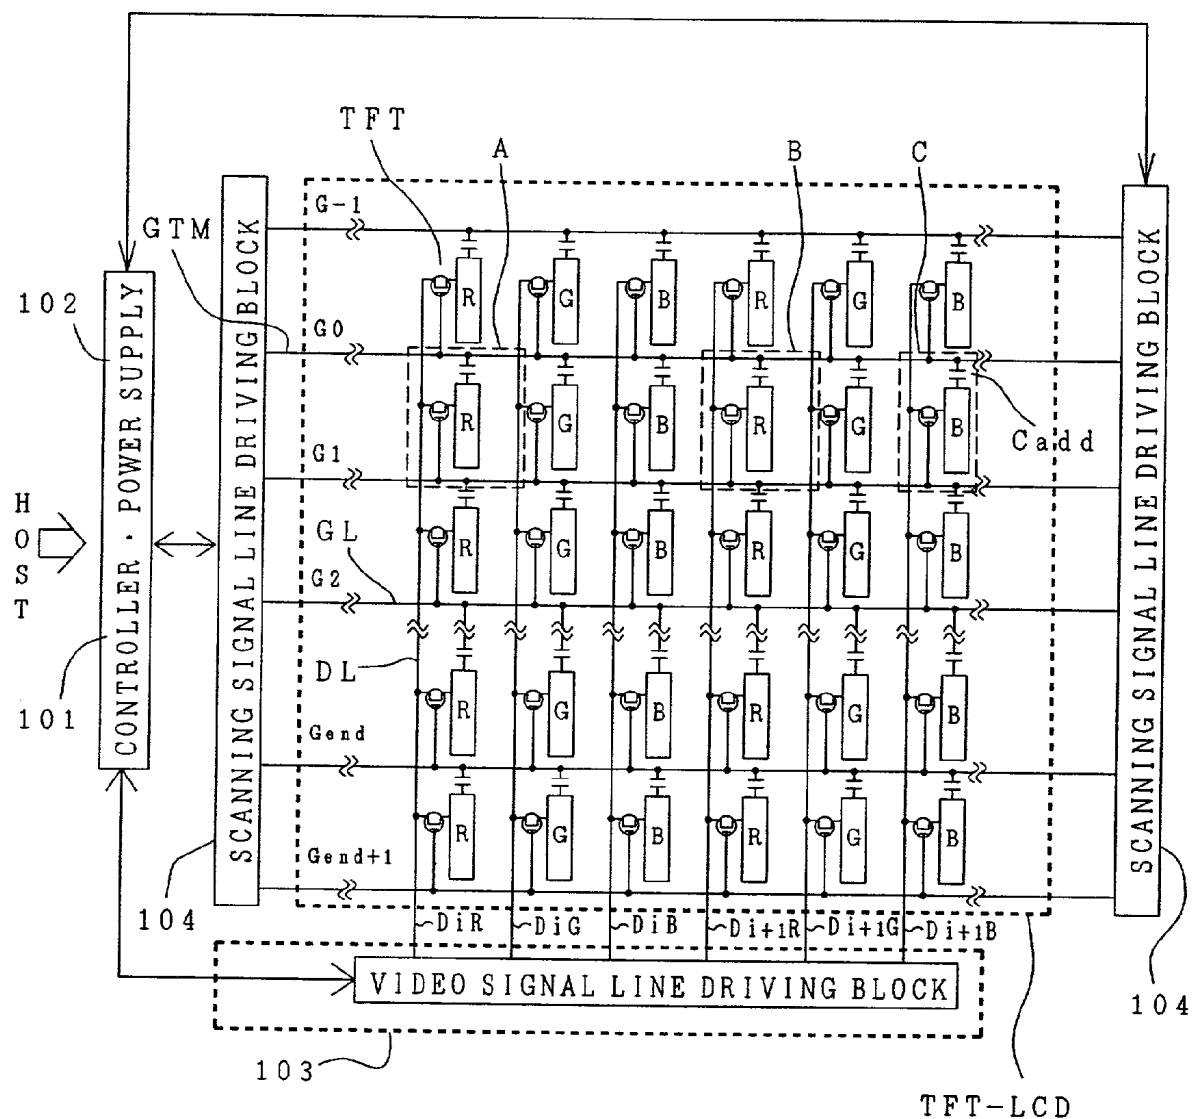 TFT
A
B
C
G-1
GTM
102
G0
Cadd
G1
HOST
GL
G2
DL
101
Gend
Gend+1
CONTROLLER · POWER SUPPLY
SCANNING SIGNAL LINE DRIVING BLOCK
SCANNING SIGNAL LINE DRIVING BLOCK
R G B R G B
R G B R G B
R G B R G B
R G B R G B
R G B R G B
104
DiR DiG DiB Di+1R Di+1G Di+1B
VIDEO SIGNAL LINE DRIVING BLOCK
104
103
TFT-LCD